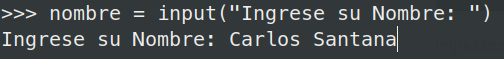 >>> nombre = input("Ingrese su Nombre: ")
Ingrese su Nombre: Carlos Santana